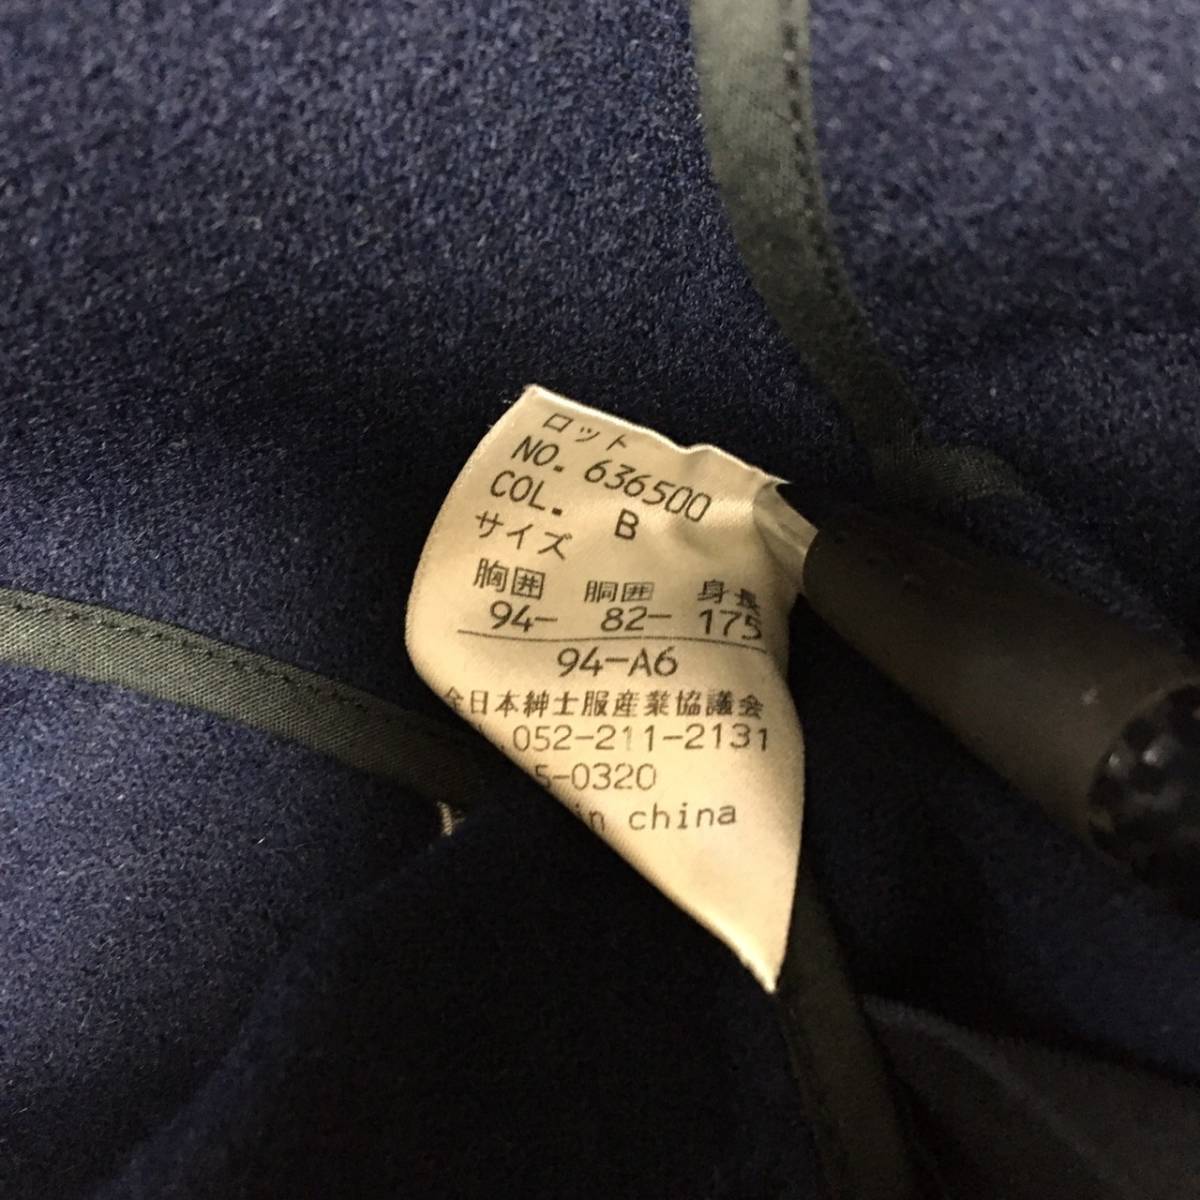 ロット
NO. 636500
COL. B
サイズ
胸囲 胴囲 身長
94- 82- 175
94-A6
全日本紳士服産業協議会
.052-211-2131
5-0320
in china